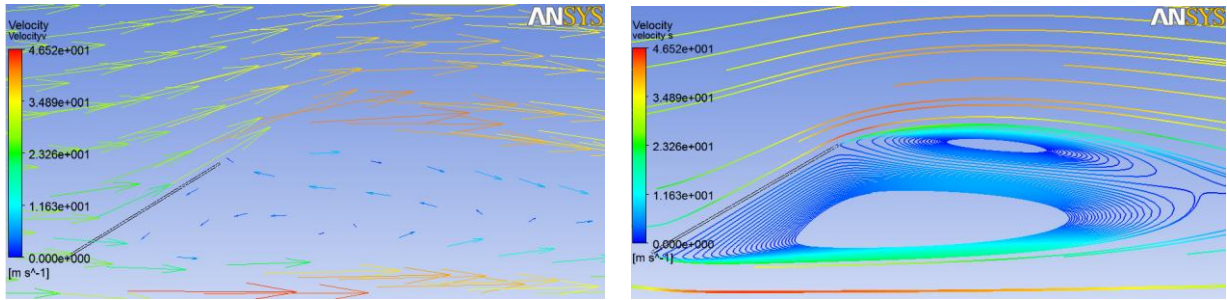 ANSYS
Velocity
Velocityv
4.652e+001
3.489e+001
2.326e+001
1.163e+001
0.000e+000
[m s^-1]
ANSYS
Velocity
velocity s
4.652e+001
3.489e+001
2.326e+001
1.163e+001
0.000e+000
[m s^-1]